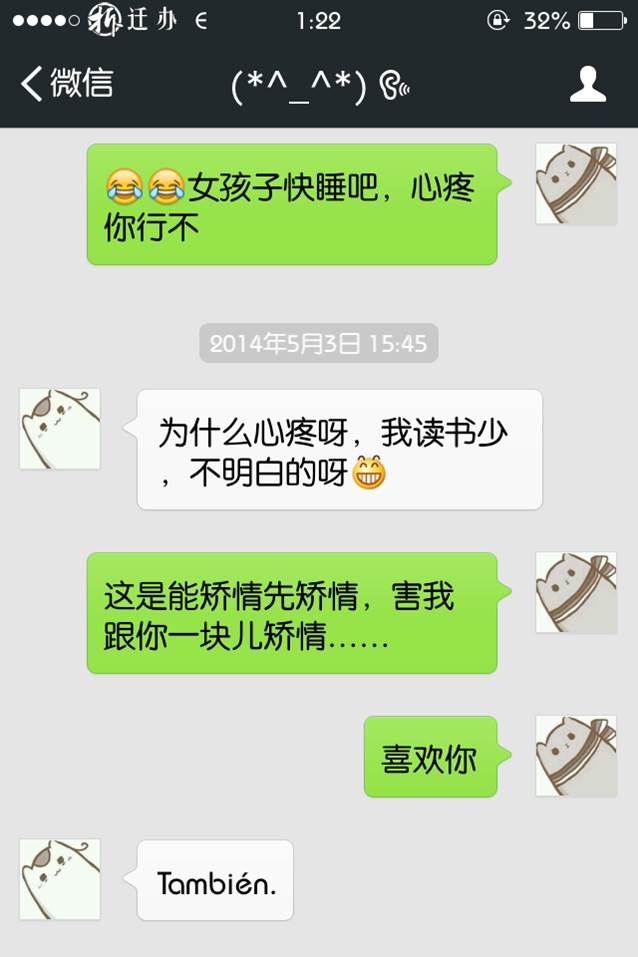 拆迁办 1:22 32%
微信 (*^_^*)
😂😂女孩子快睡吧，心疼
你行不
2014年5月3日 15:45
为什么心疼呀，我读书少
，不明白的呀😁
这是能矫情先矫情，害我
跟你一块儿矫情……
喜欢你
También.